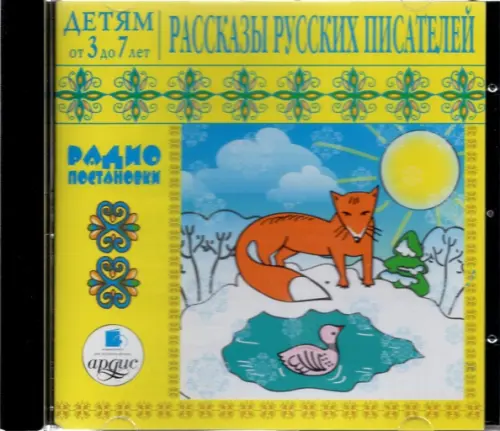 ДЕТЯМ
от 3 до 7 лет
РАССКАЗЫ РУССКИХ ПИСАТЕЛЕЙ
РАДИО
ПОСТАНОВКИ
ардис